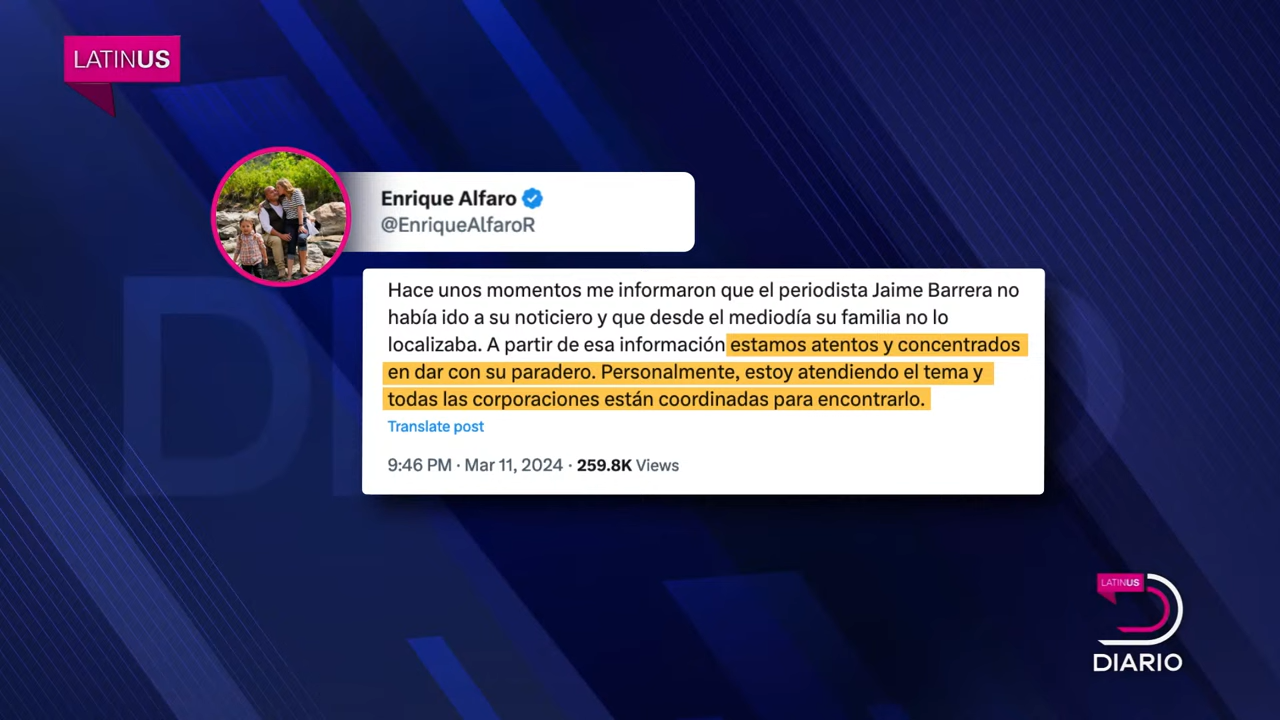 LATINUS
Enrique Alfaro
@EnriqueAlfaroR
Hace unos momentos me informaron que el periodista Jaime Barrera no
había ido a su noticiero y que desde el mediodía su familia no lo
localizaba. A partir de esa información estamos atentos y concentrados
en dar con su paradero. Personalmente, estoy atendiendo el tema y
todas las corporaciones están coordinadas para encontrarlo.
Translate post
9:46 PM · Mar 11, 2024 · 259.8K Views
LATINUS
DIARIO